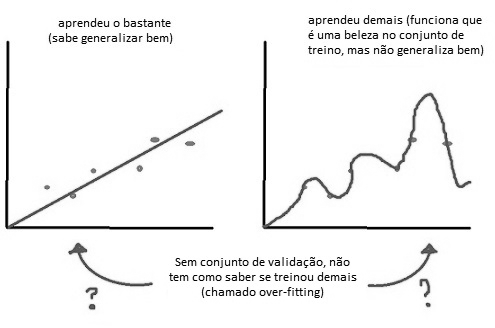 aprendeu o bastante
(sabe generalizar bem)
aprendeu demais (funciona que
é uma beleza no conjunto de
treino, mas não generaliza bem)
Sem conjunto de validação, não
tem como saber se treinou demais
(chamado over-fitting)
?
?